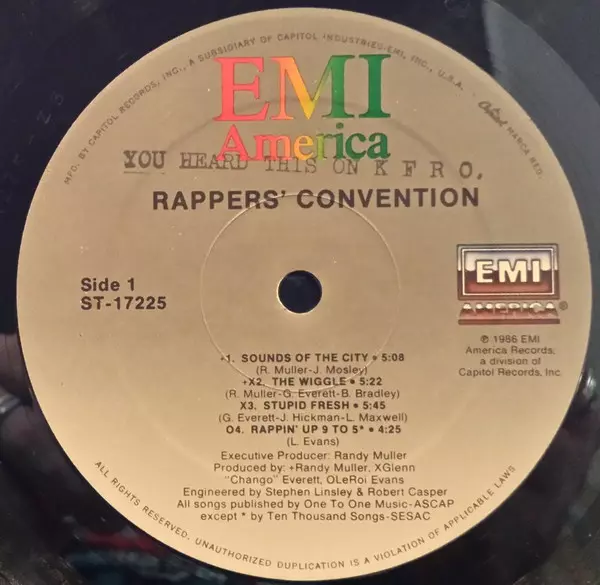 MFD. BY CAPITOL RECORDS, INC., A SUBSIDIARY OF CAPITOL INDUSTRIES-EMI, INC., U.S.A. Capitol MARCA REG.
EMI
America
YOU HEARD THIS ON K F R O.
RAPPERS' CONVENTION
Side 1
ST-17225
EMI
AMERICA®
℗ 1986 EMI
America Records,
a division of
Capitol Records, Inc.
+1. SOUNDS OF THE CITY • 5:08
(R. Muller-J. Mosley)
+X2. THE WIGGLE • 5:22
(R. Muller-G. Everett-B. Bradley)
X3. STUPID FRESH • 5:45
(G. Everett-J. Hickman-L. Maxwell)
O4. RAPPIN' UP 9 TO 5* • 4:25
(L. Evans)
Executive Producer: Randy Muller
Produced by: +Randy Muller, XGlenn
"Chango" Everett, OLeRoi Evans
Engineered by Stephen Linsley & Robert Casper
All songs published by One To One Music-ASCAP
except * by Ten Thousand Songs-SESAC
ALL RIGHTS RESERVED. UNAUTHORIZED DUPLICATION IS A VIOLATION OF APPLICABLE LAWS